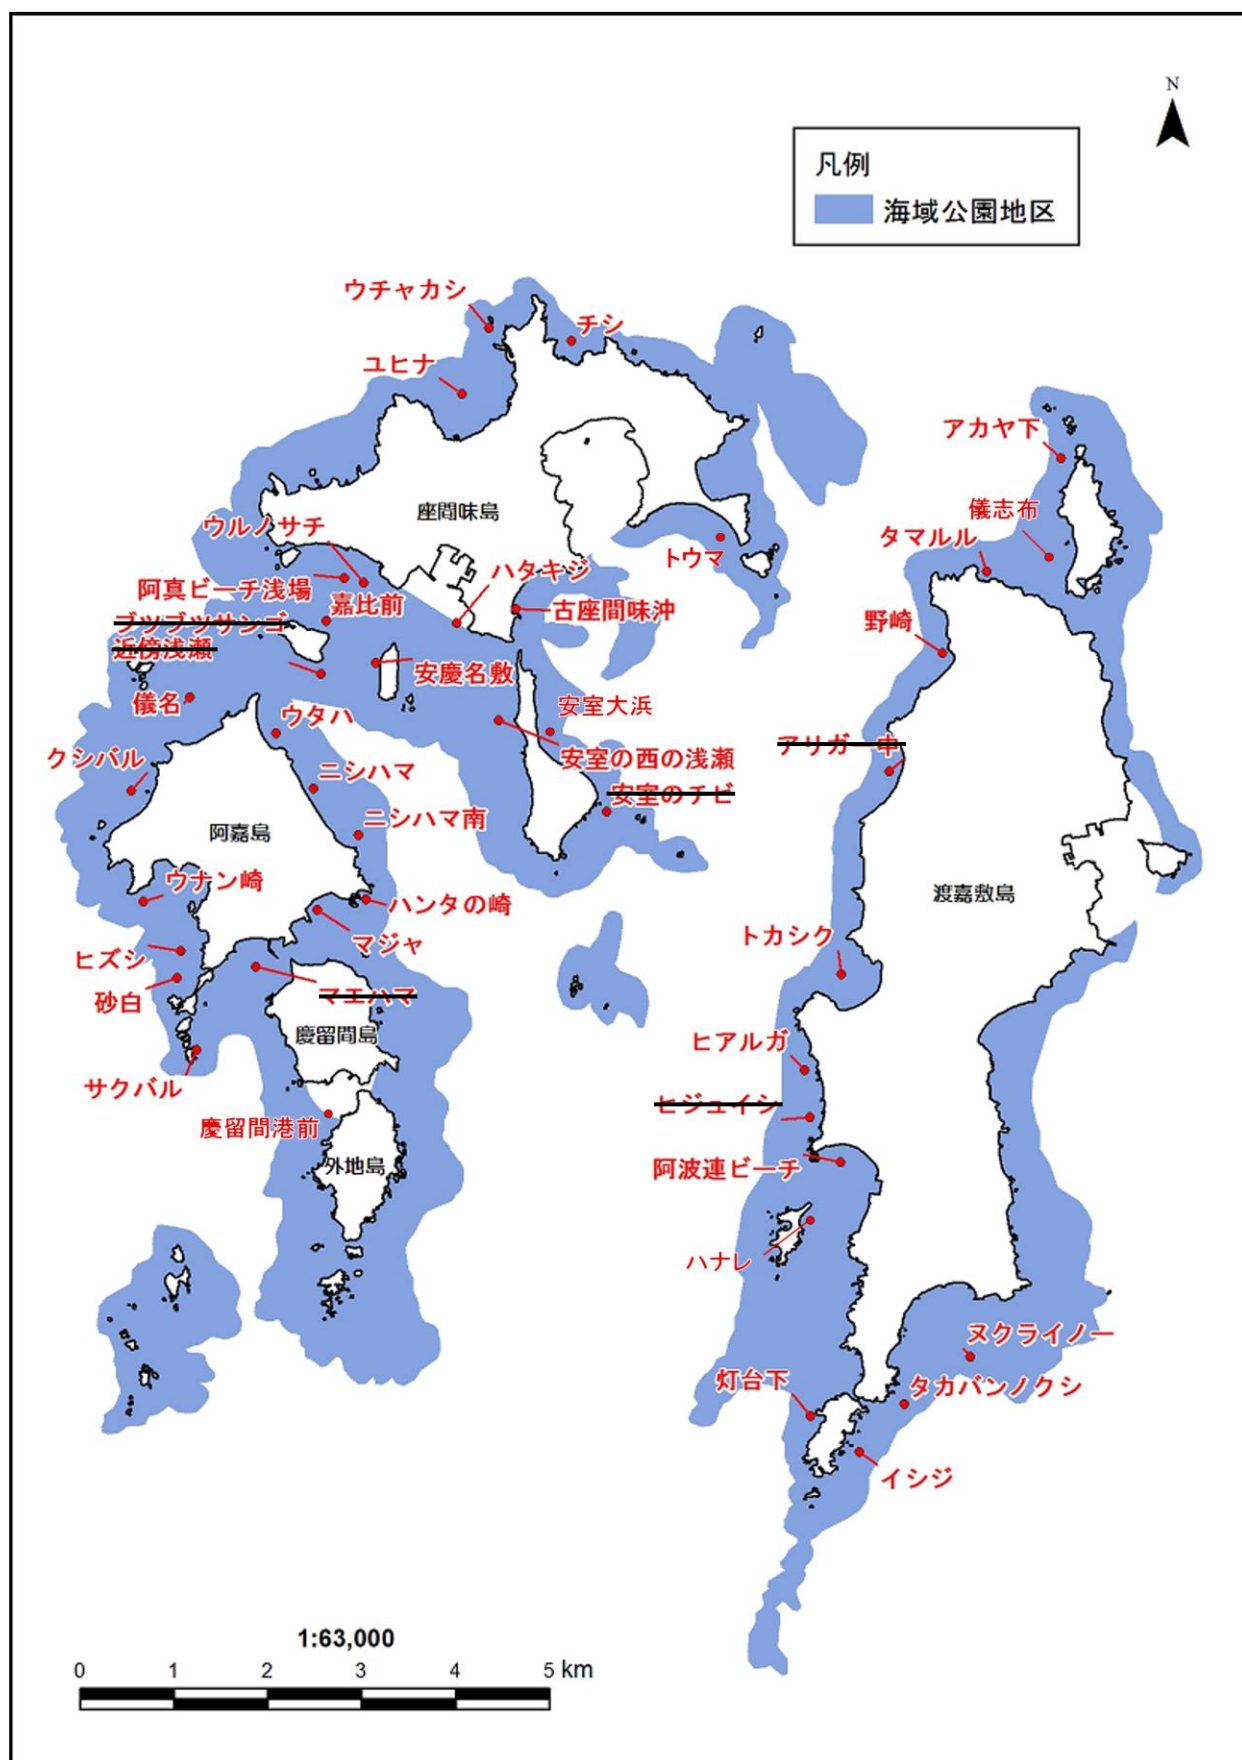 N
凡例
海域公園地区
ウチャカシ
チシ
ユヒナ
アカヤ下
座間味島
儀志布
ウルノサチ
タマルル
トウマ
ハタキジ
阿真ビーチ浅場
嘉比前
古座間味沖
ブツブツサンゴ
近傍浅瀬
野崎
安慶名敷
儀名
ウタハ
安室大浜
クシバル
安室の西の浅瀬
アリガー中
ニシハマ
安室のチビ
ニシハマ南
阿嘉島
ウナン崎
渡嘉敷島
ハンタの崎
マジャ
トカシク
ヒズシ
砂白
マエハマ
慶留間島
ヒアルガ
サクバル
ヒジュイシ
慶留間港前
外地島
阿波連ビーチ
ハナレ
ヌクライノー
灯台下
タカバンノクシ
イシジ
1:63,000
0 1 2 3 4 5 km